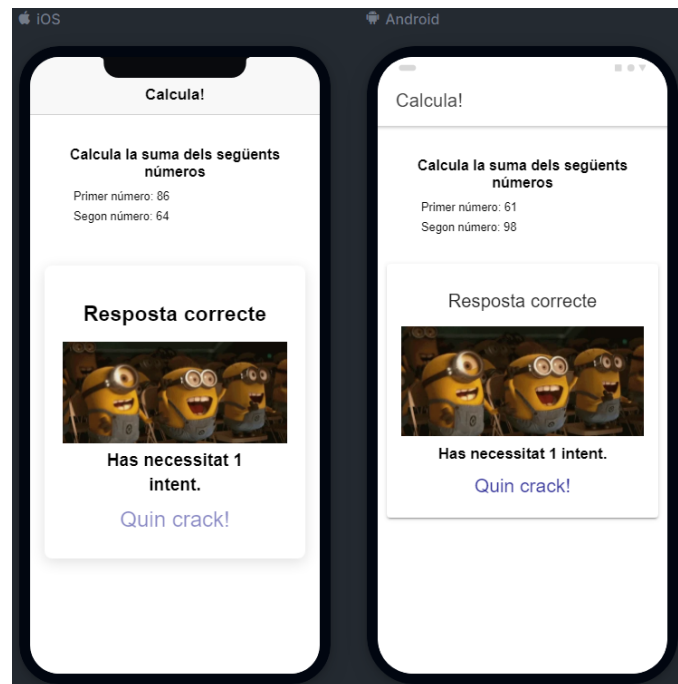 iOS
Calcula!
Calcula la suma dels següents
números
Primer número: 86
Segon número: 64
Resposta correcte
Has necessitat 1
intent.
Quin crack!
Android
Calcula!
Calcula la suma dels següents
números
Primer número: 61
Segon número: 98
Resposta correcte
Has necessitat 1 intent.
Quin crack!